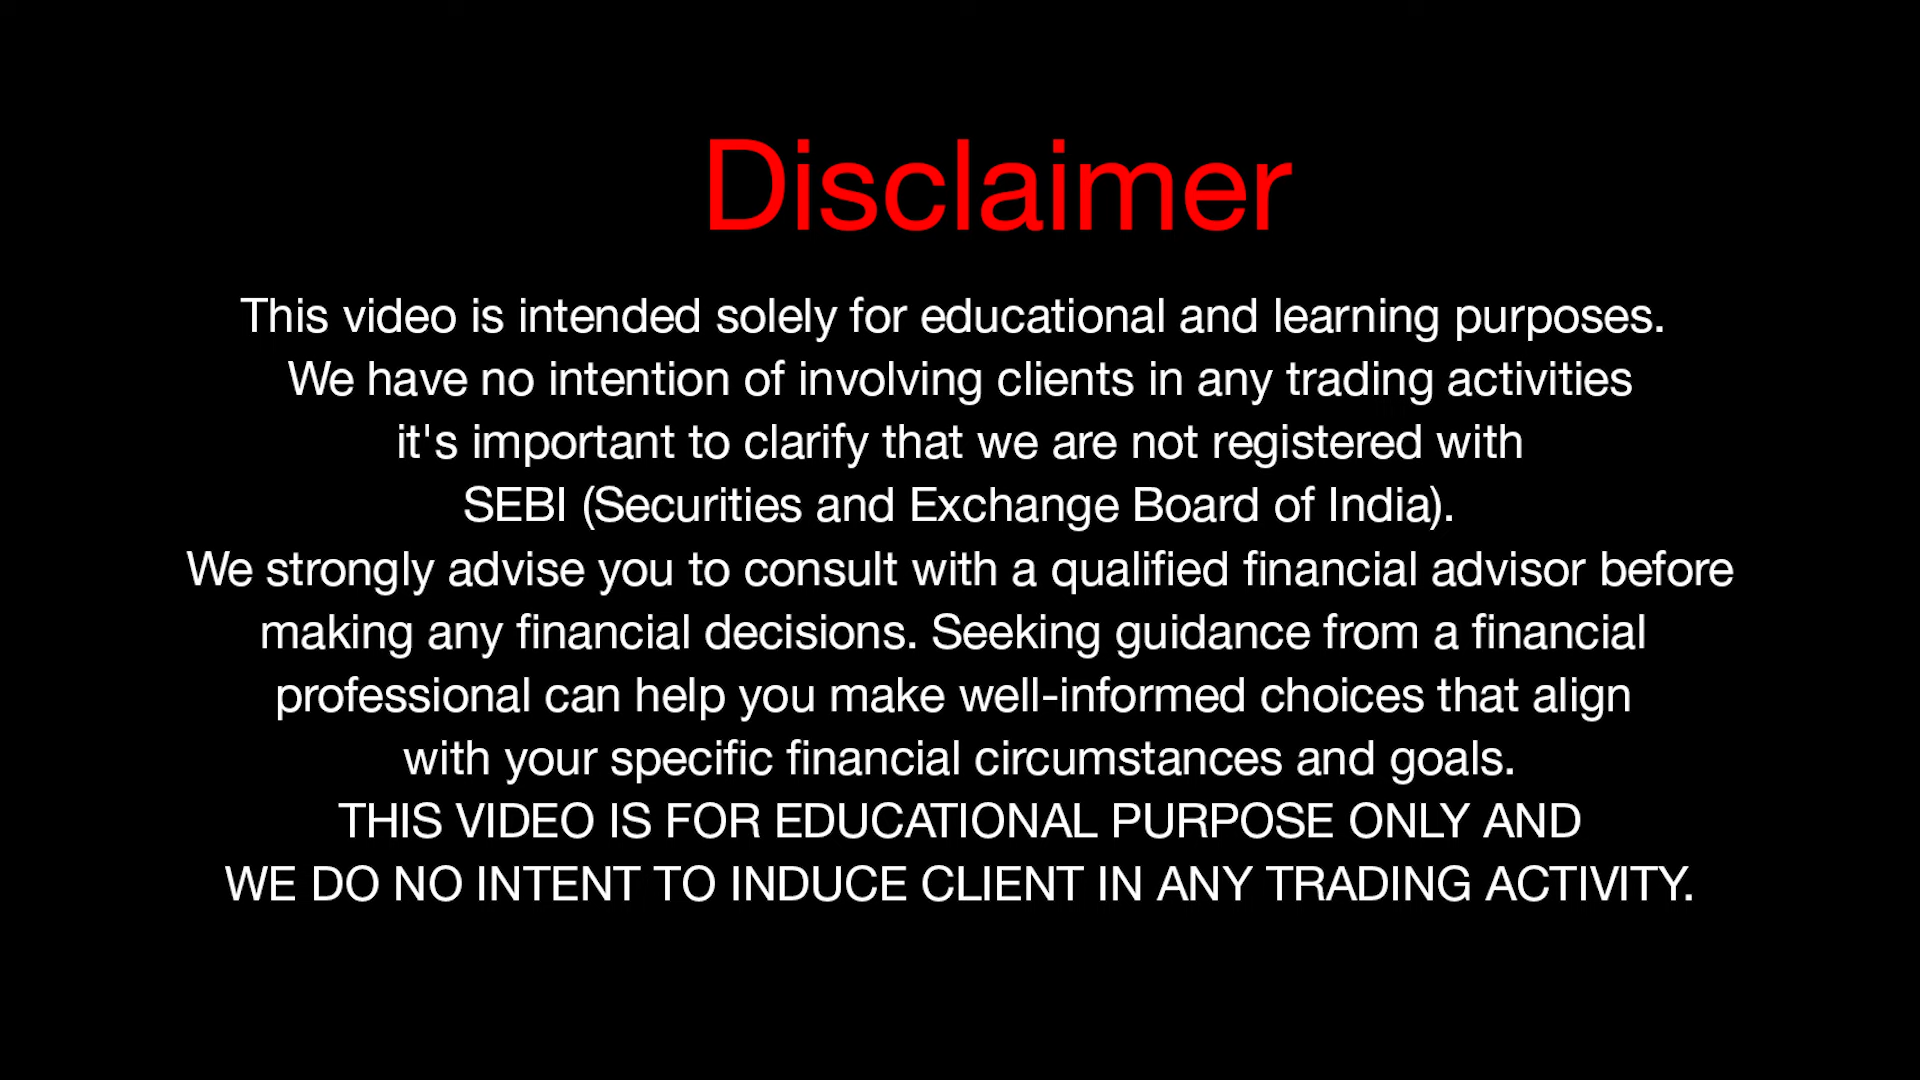 Disclaimer
This video is intended solely for educational and learning purposes.
We have no intention of involving clients in any trading activities
it's important to clarify that we are not registered with
SEBI (Securities and Exchange Board of India).
We strongly advise you to consult with a qualified financial advisor before
making any financial decisions. Seeking guidance from a financial
professional can help you make well-informed choices that align
with your specific financial circumstances and goals.
THIS VIDEO IS FOR EDUCATIONAL PURPOSE ONLY AND
WE DO NO INTENT TO INDUCE CLIENT IN ANY TRADING ACTIVITY.